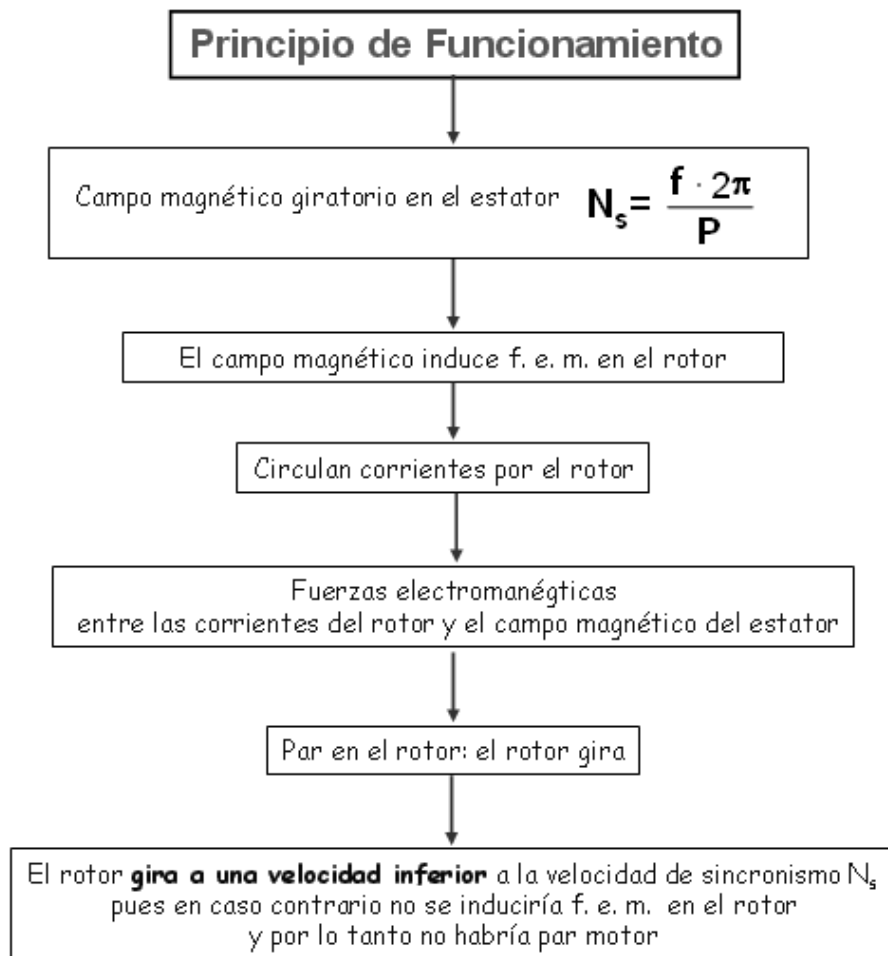 Principio de Funcionamiento
Campo magnético giratorio en el estator N_s = f · 2π / P
El campo magnético induce f. e. m. en el rotor
Circulan corrientes por el rotor
Fuerzas electromanégticas
entre las corrientes del rotor y el campo magnético del estator
Par en el rotor: el rotor gira
El rotor gira a una velocidad inferior a la velocidad de sincronismo N_s
pues en caso contrario no se induciría f. e. m. en el rotor
y por lo tanto no habría par motor